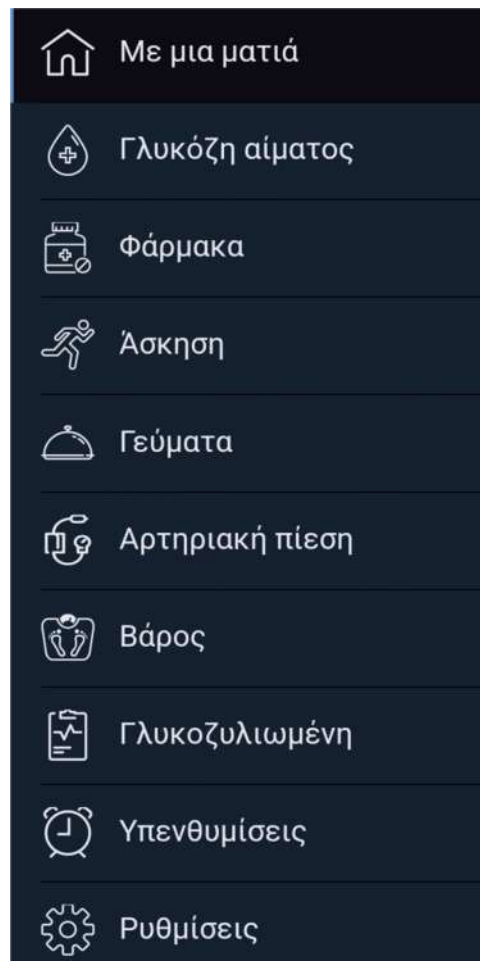 Με μια ματιά
Γλυκόζη αίματος
Φάρμακα
Άσκηση
Γεύματα
Αρτηριακή πίεση
Βάρος
Γλυκοζυλιωμένη
Υπενθυμίσεις
Ρυθμίσεις